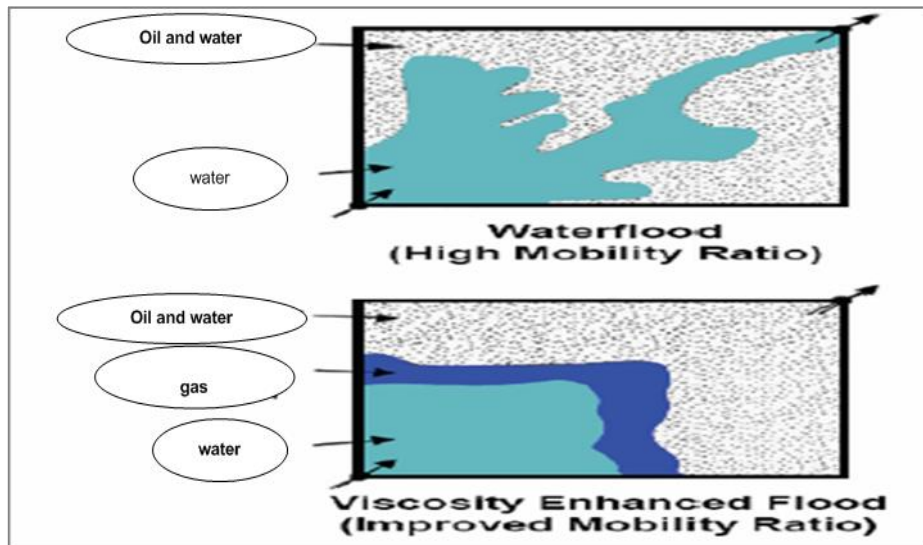 Oil and water
water
Waterflood
(High Mobility Ratio)
Oil and water
gas
water
Viscosity Enhanced Flood
(Improved Mobility Ratio)